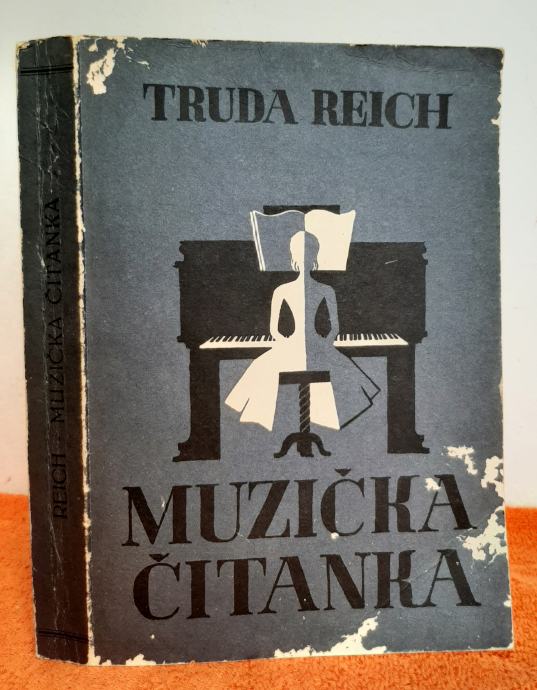 TRUDA REICH
MUZIČKA
ČITANKA
REICH - MUZIČKA ČITANKA